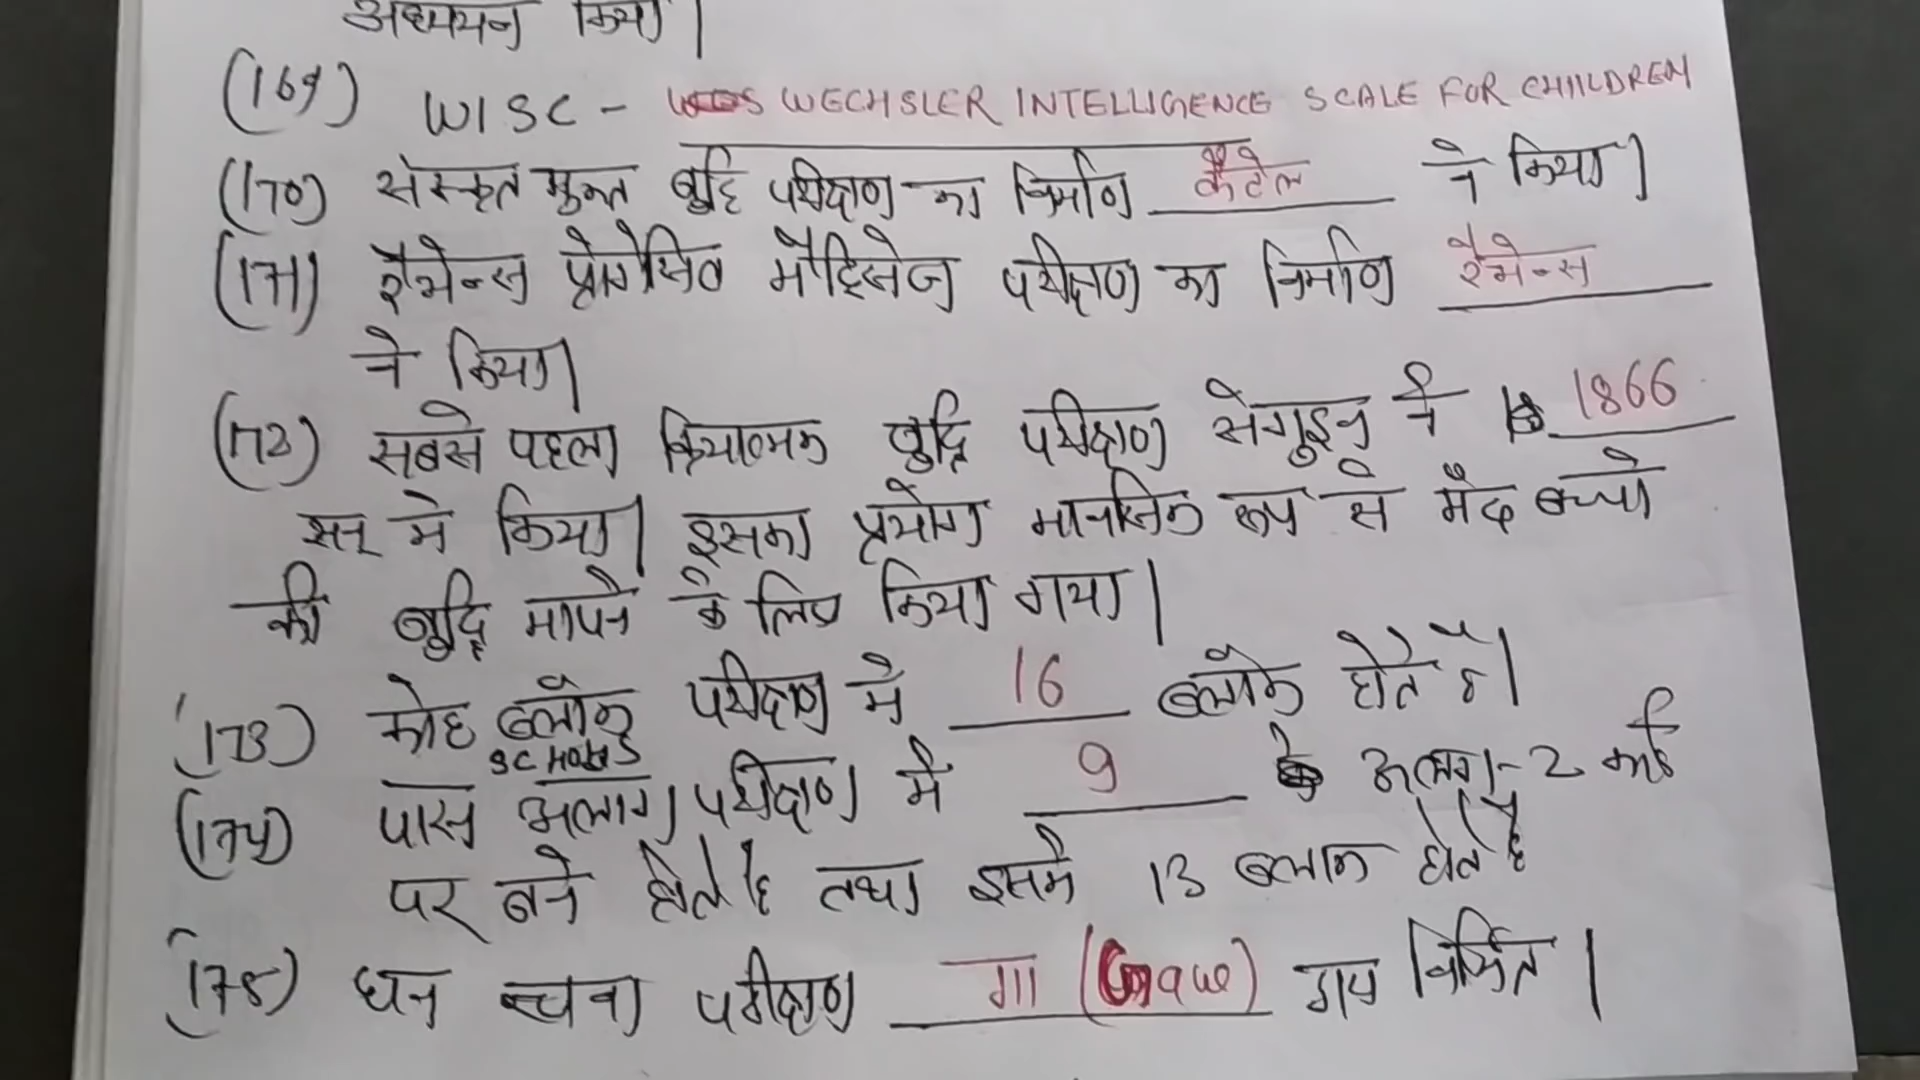 अध्ययन किया।
(169) WISC - WECHSLER INTELLIGENCE SCALE FOR CHIILDREN
(170) संस्कृत मुक्त बुद्दि परीक्षण का निर्माण कैटेल ने किया।
(171) रैभेन्स प्रोग्रेसिव मैट्रिसेज परीक्षण का निर्माण रैभेन्स
ने किया।
(172) सबसे पहला क्रियात्मक बुद्दि परीक्षण सेगुइन ने 1866
सन् मे किया। इसका प्रयोग मानसिक रूप से मंद बच्चो
की बुद्दि मापने के लिए किया गया।
(173) कोह ब्लॉक परीक्षण मे 16 ब्लॉक होते है।
(174) पास अलाग परीक्षण मे 9 अलग-2 कार्ड
पर बने होते है तथा इसमे 13 ब्लाक होते है
(175) घन रचना परीक्षण गा (Gaw) निर्मित।